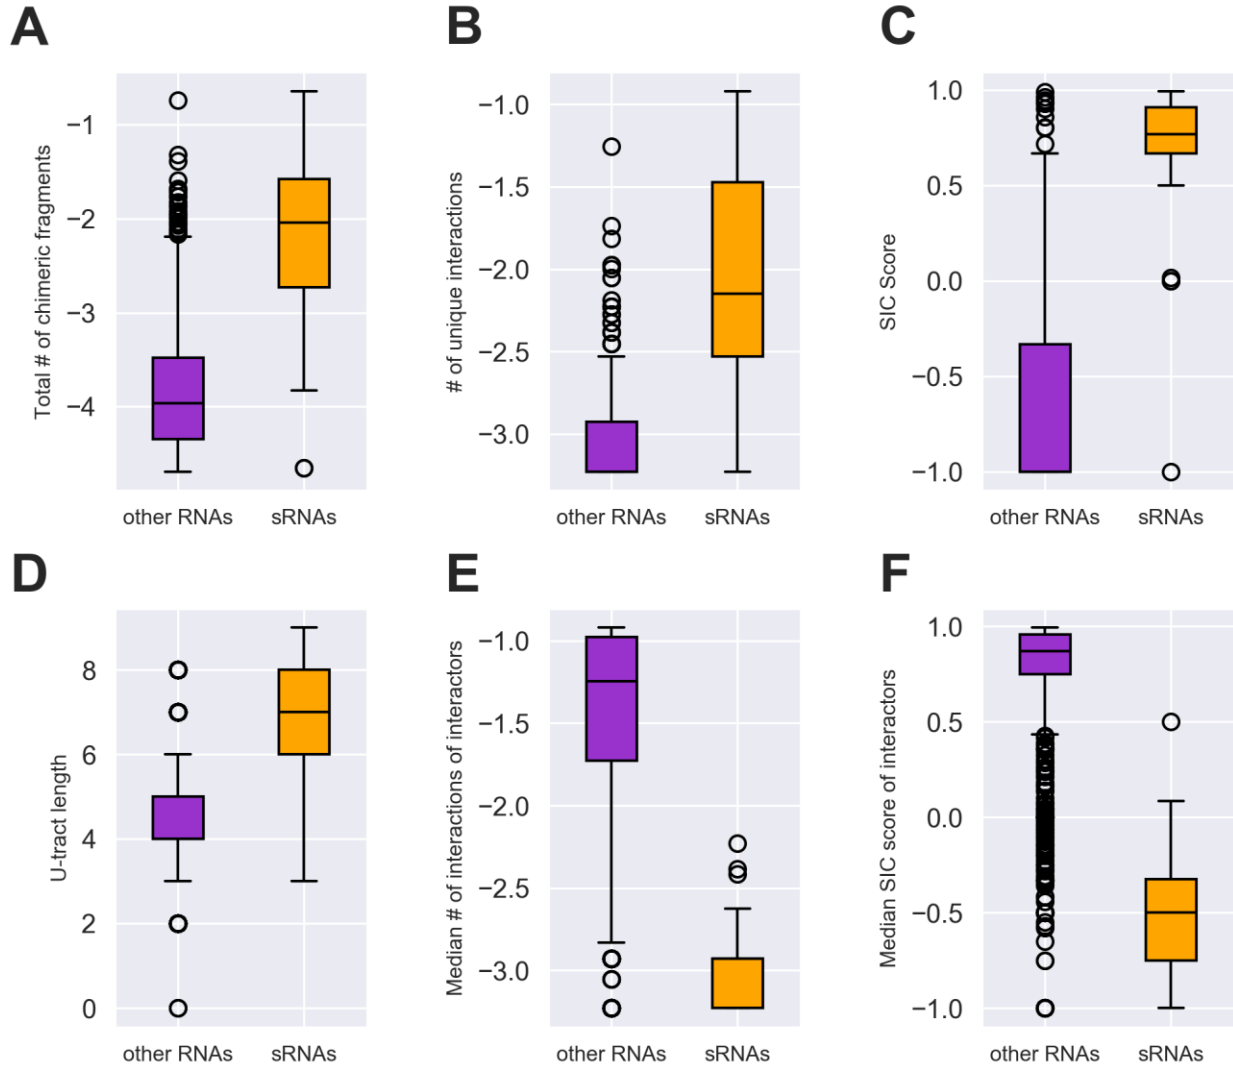 A
Total # of chimeric fragments
−1
−2
−3
−4
other RNAs
sRNAs
B
# of unique interactions
−1.0
−1.5
−2.0
−2.5
−3.0
other RNAs
sRNAs
C
SIC Score
1.0
0.5
0.0
−0.5
−1.0
other RNAs
sRNAs
D
U-tract length
8
6
4
2
0
other RNAs
sRNAs
E
Median # of interactions of interactors
−1.0
−1.5
−2.0
−2.5
−3.0
other RNAs
sRNAs
F
Median SIC score of interactors
1.0
0.5
0.0
−0.5
−1.0
other RNAs
sRNAs